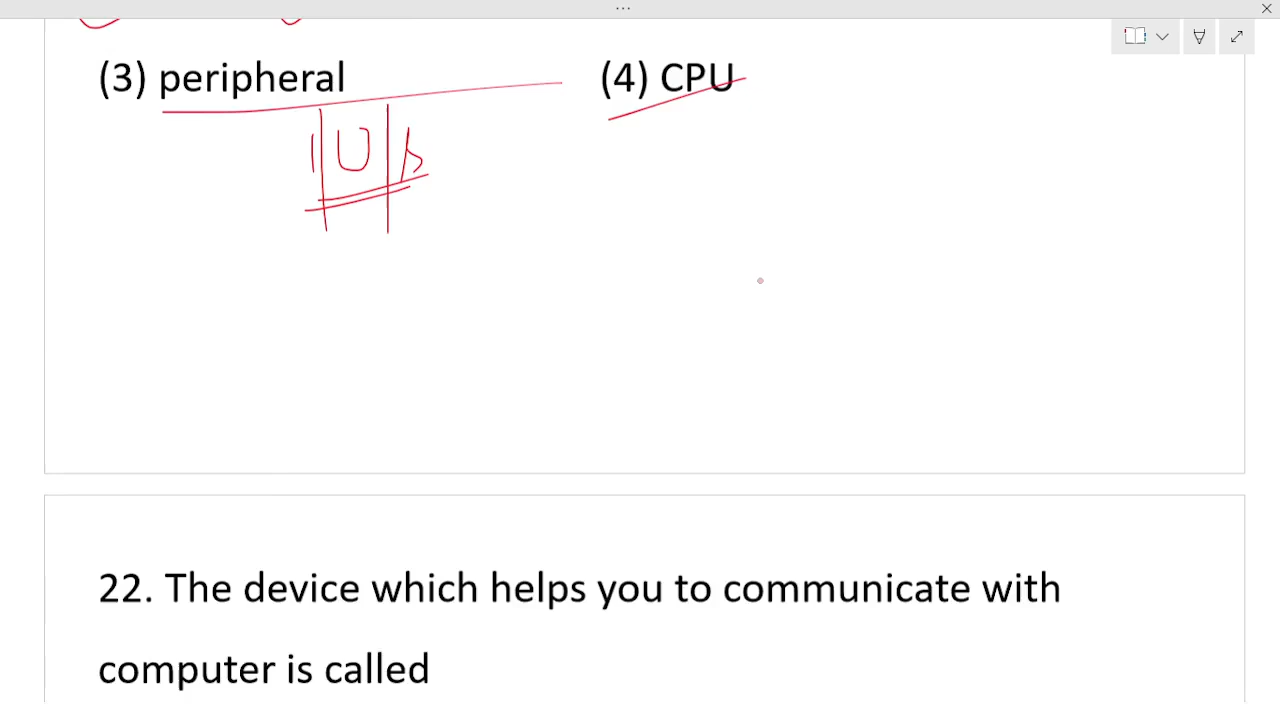 (3) peripheral (4) CPU
22. The device which helps you to communicate with
computer is called